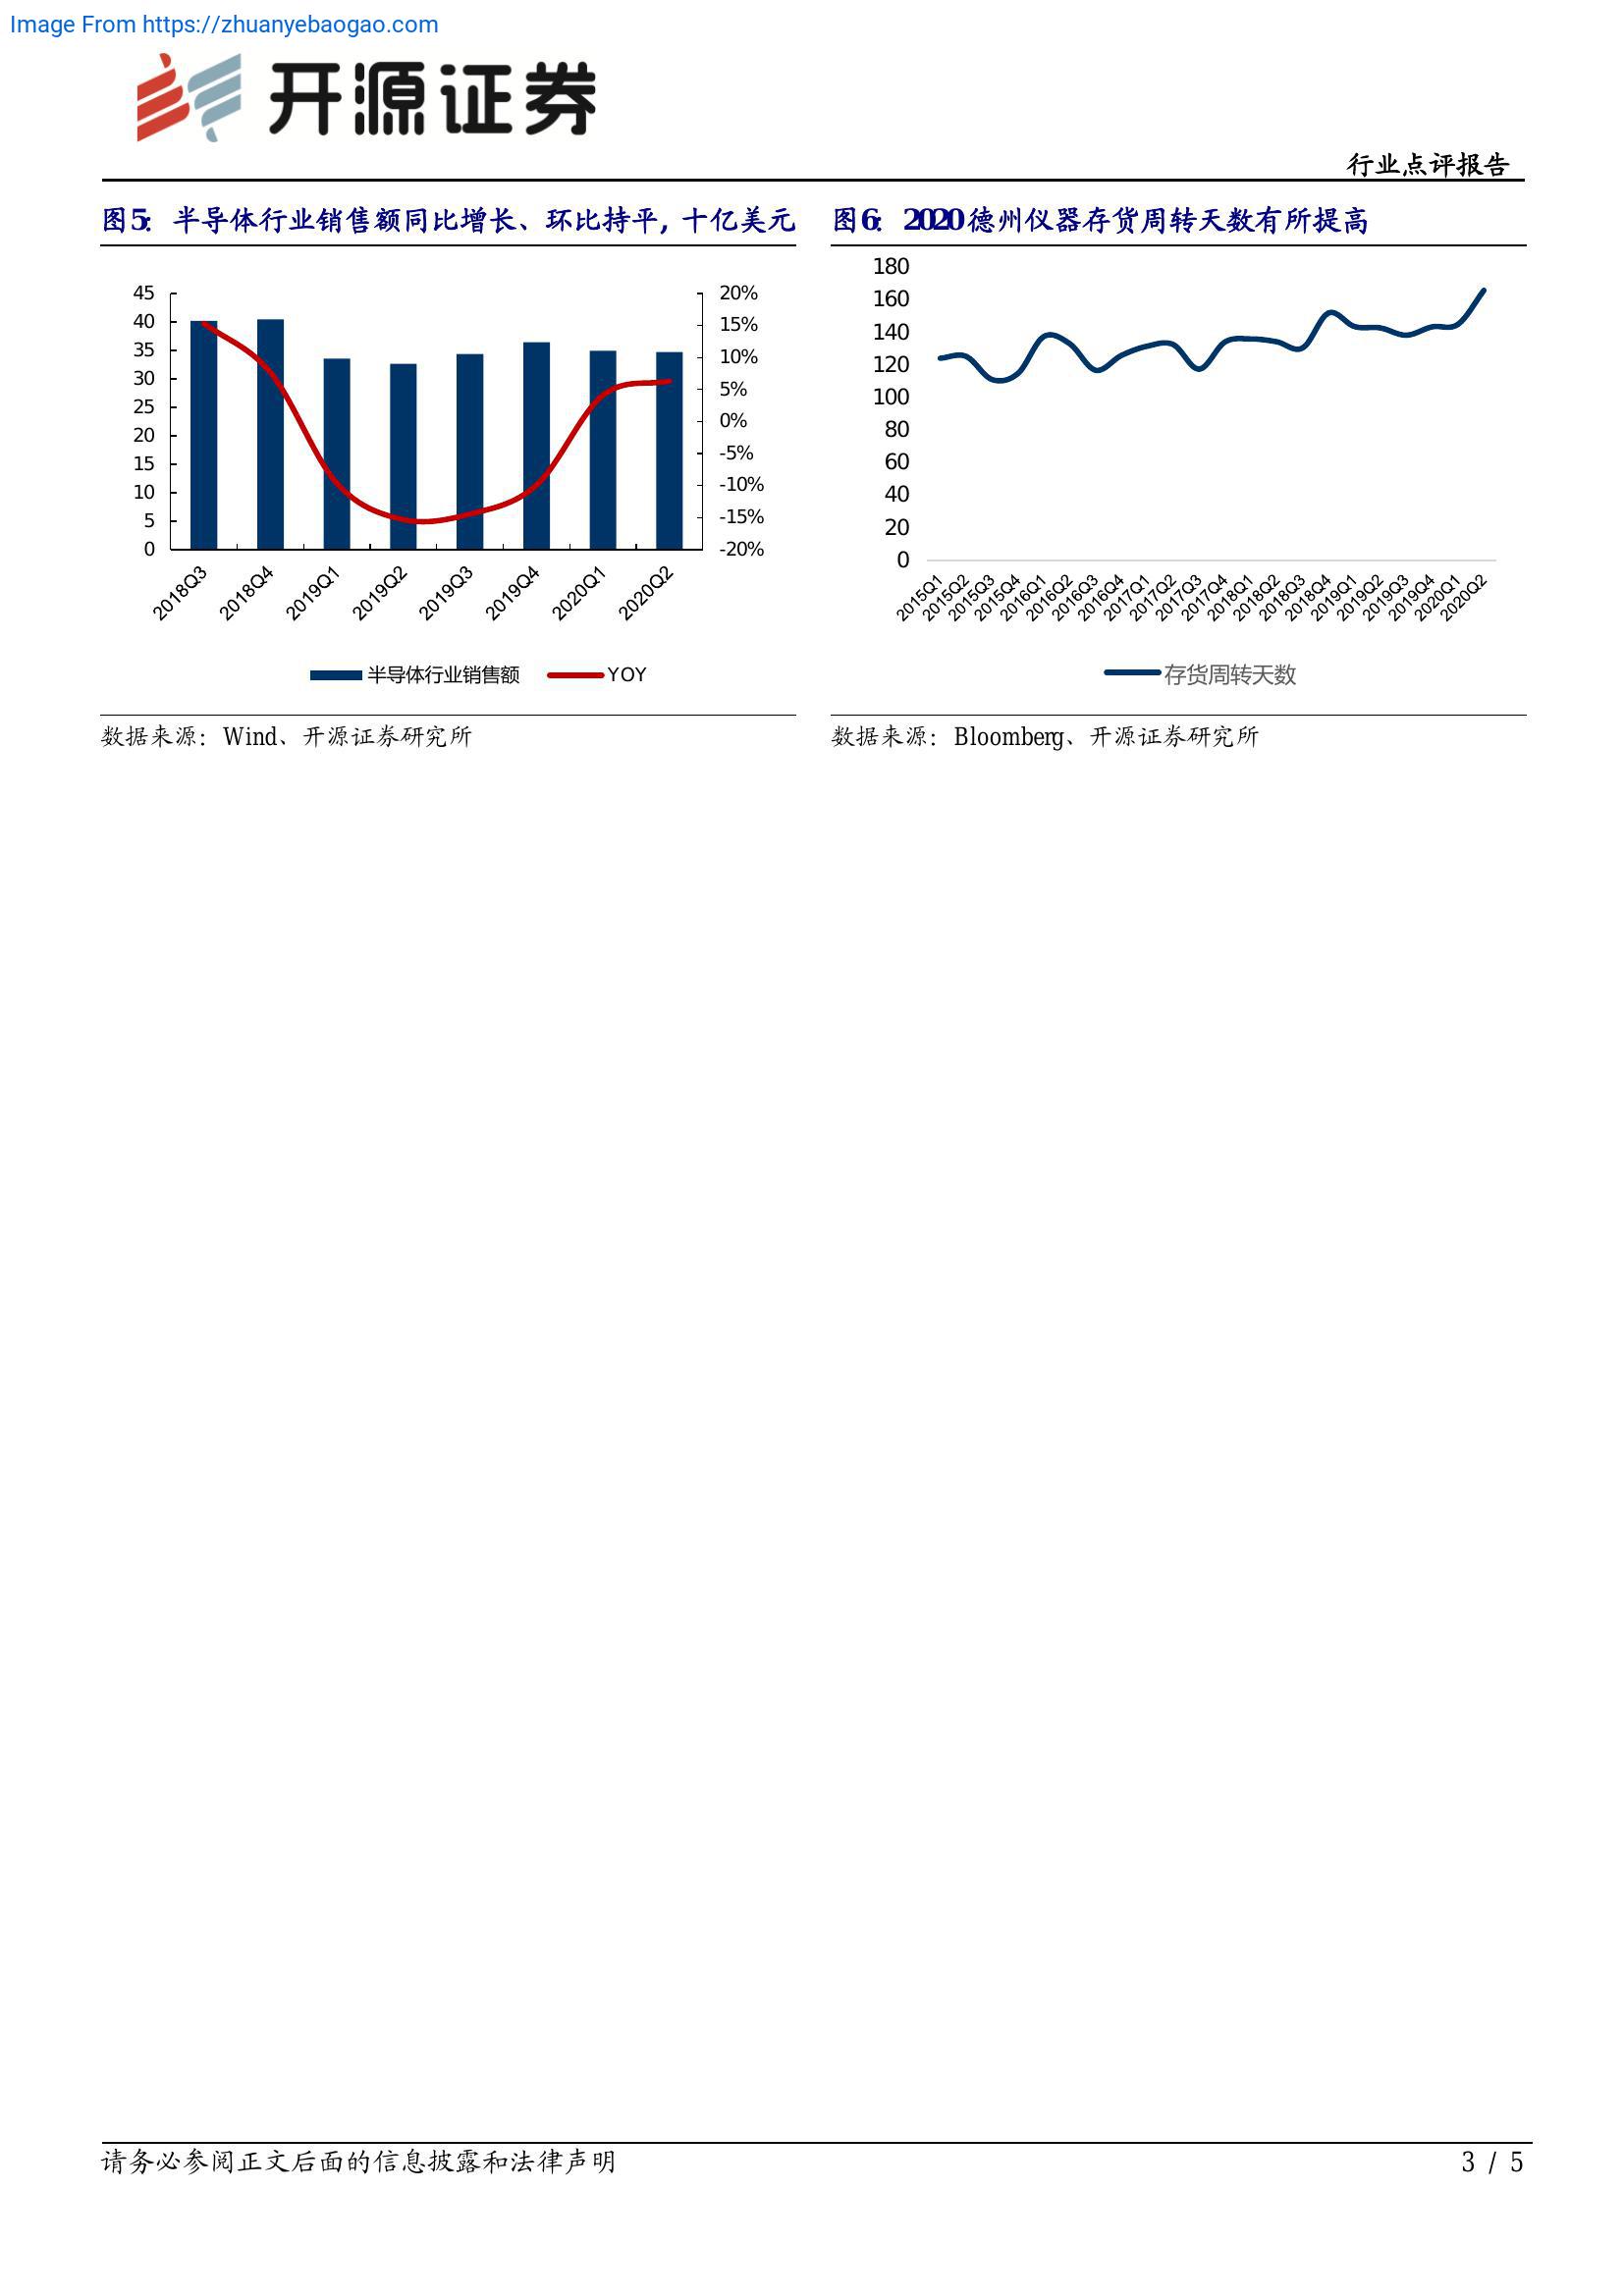 Image From https://zhuanyebaogao.com
开源证券
行业点评报告
图5：半导体行业销售额同比增长、环比持平，十亿美元
45
40
35
30
25
20
15
10
5
0
20%
15%
10%
5%
0%
-5%
-10%
-15%
-20%
2018Q3
2018Q4
2019Q1
2019Q2
2019Q3
2019Q4
2020Q1
2020Q2
半导体行业销售额 YOY
数据来源：Wind、开源证券研究所
图6：2020德州仪器存货周转天数有所提高
180
160
140
120
100
80
60
40
20
0
2015Q1
2015Q2
2015Q3
2015Q4
2016Q1
2016Q2
2016Q3
2016Q4
2017Q1
2017Q2
2017Q3
2017Q4
2018Q1
2018Q2
2018Q3
2018Q4
2019Q1
2019Q2
2019Q3
2019Q4
2020Q1
2020Q2
存货周转天数
数据来源：Bloomberg、开源证券研究所
请务必参阅正文后面的信息披露和法律声明
3 / 5